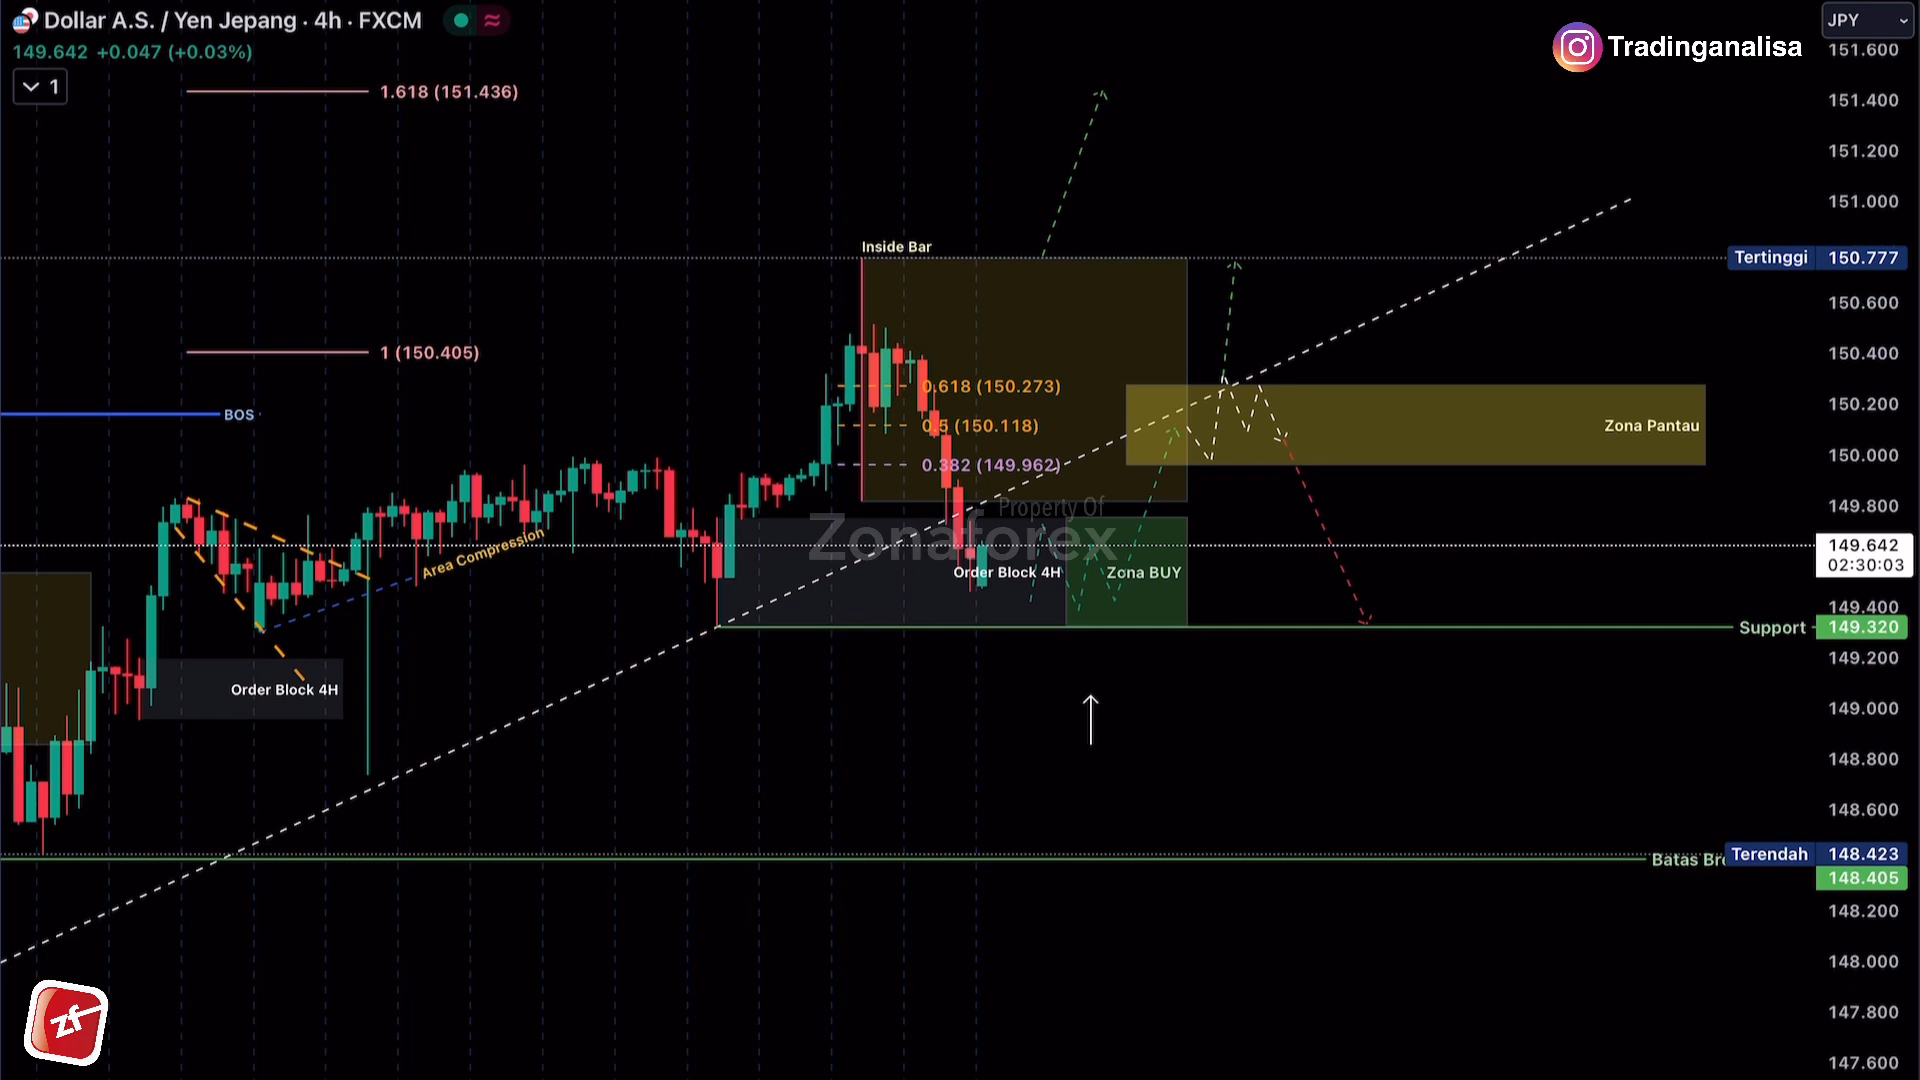 Dollar A.S. / Yen Jepang · 4h · FXCM
149.642 +0.047 (+0.03%)
1
JPY
Tradinganalisa
151.600
1.618 (151.436)
151.400
151.200
151.000
Inside Bar
Tertinggi 150.777
150.600
1 (150.405)
150.400
0.618 (150.273)
BOS
150.200
0.5 (150.118)
Zona Pantau
150.000
0.382 (149.962)
149.800
Property Of
Zonaforex
Area Compression
149.642
02:30:03
Order Block 4H
Zona BUY
149.400
Support 149.320
149.200
Order Block 4H
149.000
148.800
148.600
Terendah 148.423
Batas Bre
148.405
148.200
148.000
147.800
147.600
zf